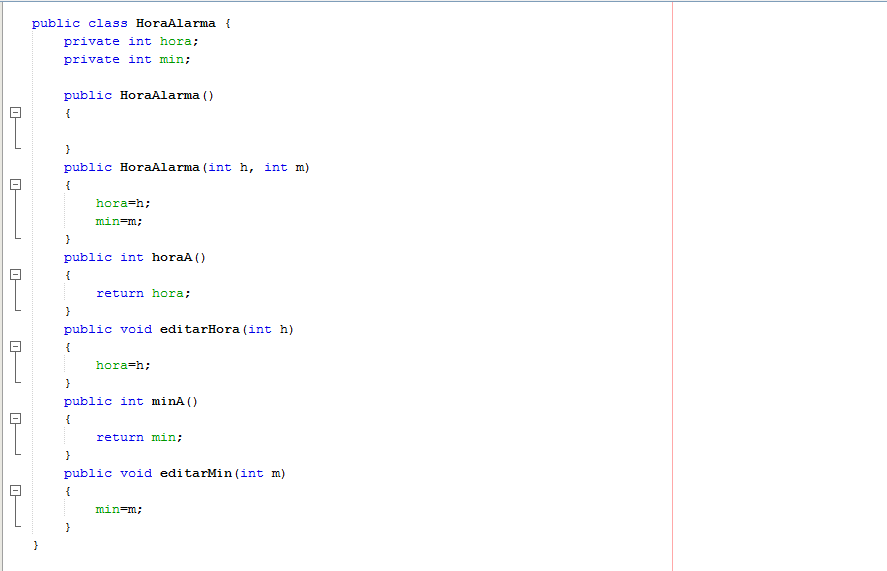 public class HoraAlarma {
    private int hora;
    private int min;

    public HoraAlarma()
    {

    }
    public HoraAlarma(int h, int m)
    {
        hora=h;
        min=m;
    }
    public int horaA()
    {
        return hora;
    }
    public void editarHora(int h)
    {
        hora=h;
    }
    public int minA()
    {
        return min;
    }
    public void editarMin(int m)
    {
        min=m;
    }
}